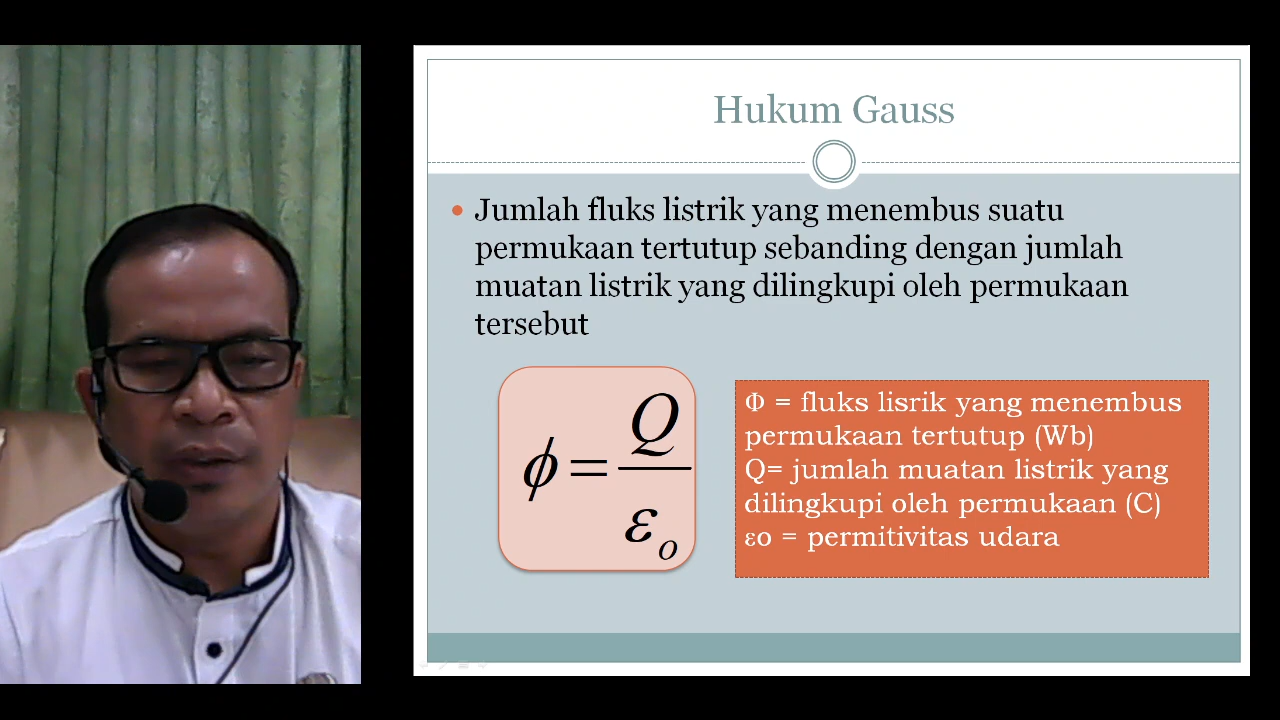 Hukum Gauss
• Jumlah fluks listrik yang menembus suatu
permukaan tertutup sebanding dengan jumlah
muatan listrik yang dilingkupi oleh permukaan
tersebut
ϕ = Q / ε₀
Φ = fluks lisrik yang menembus
permukaan tertutup (Wb)
Q= jumlah muatan listrik yang
dilingkupi oleh permukaan (C)
εo = permitivitas udara